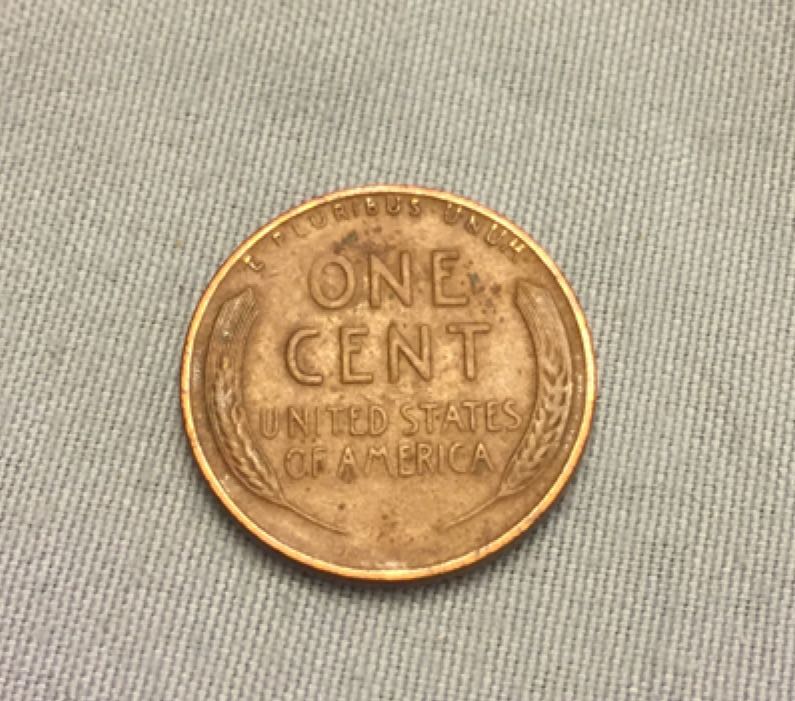 E PLURIBUS UNUM
ONE
CENT
UNITED STATES
OF AMERICA